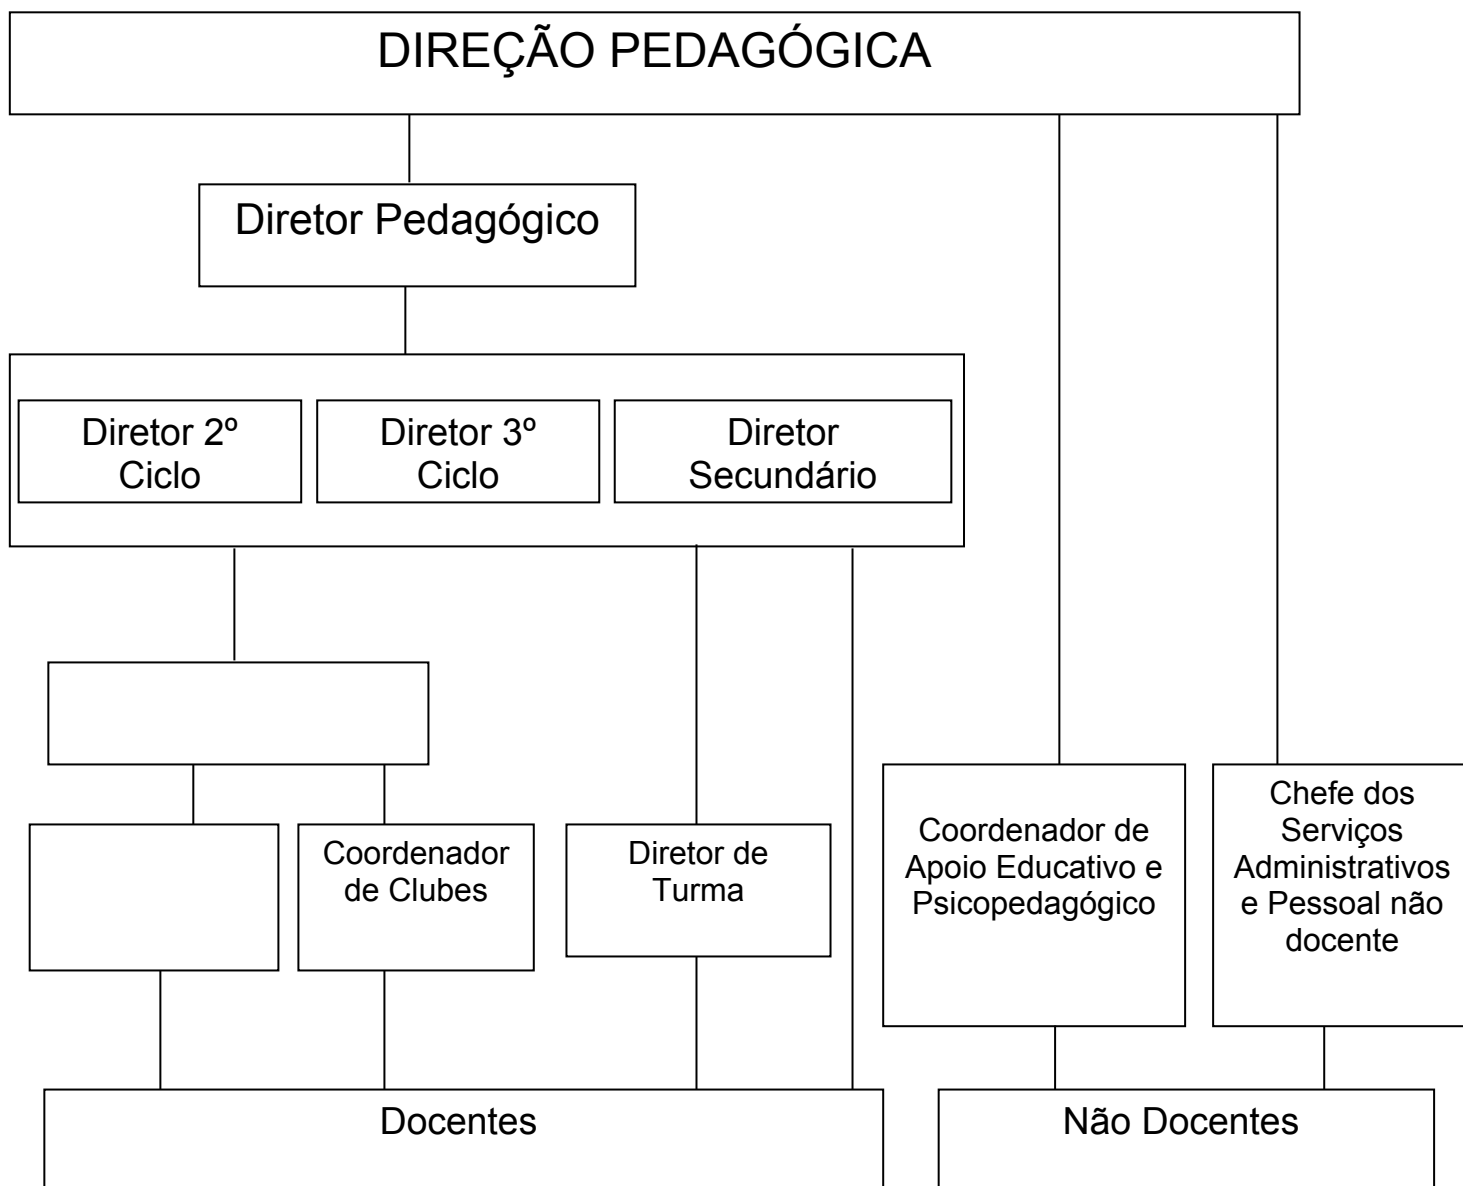 DIREÇÃO PEDAGÓGICA
Diretor Pedagógico
Diretor 2º
Ciclo
Diretor 3º
Ciclo
Diretor
Secundário
Coordenador
de Clubes
Diretor de
Turma
Coordenador de
Apoio Educativo e
Psicopedagógico
Chefe dos
Serviços
Administrativos
e Pessoal não
docente
Docentes
Não Docentes